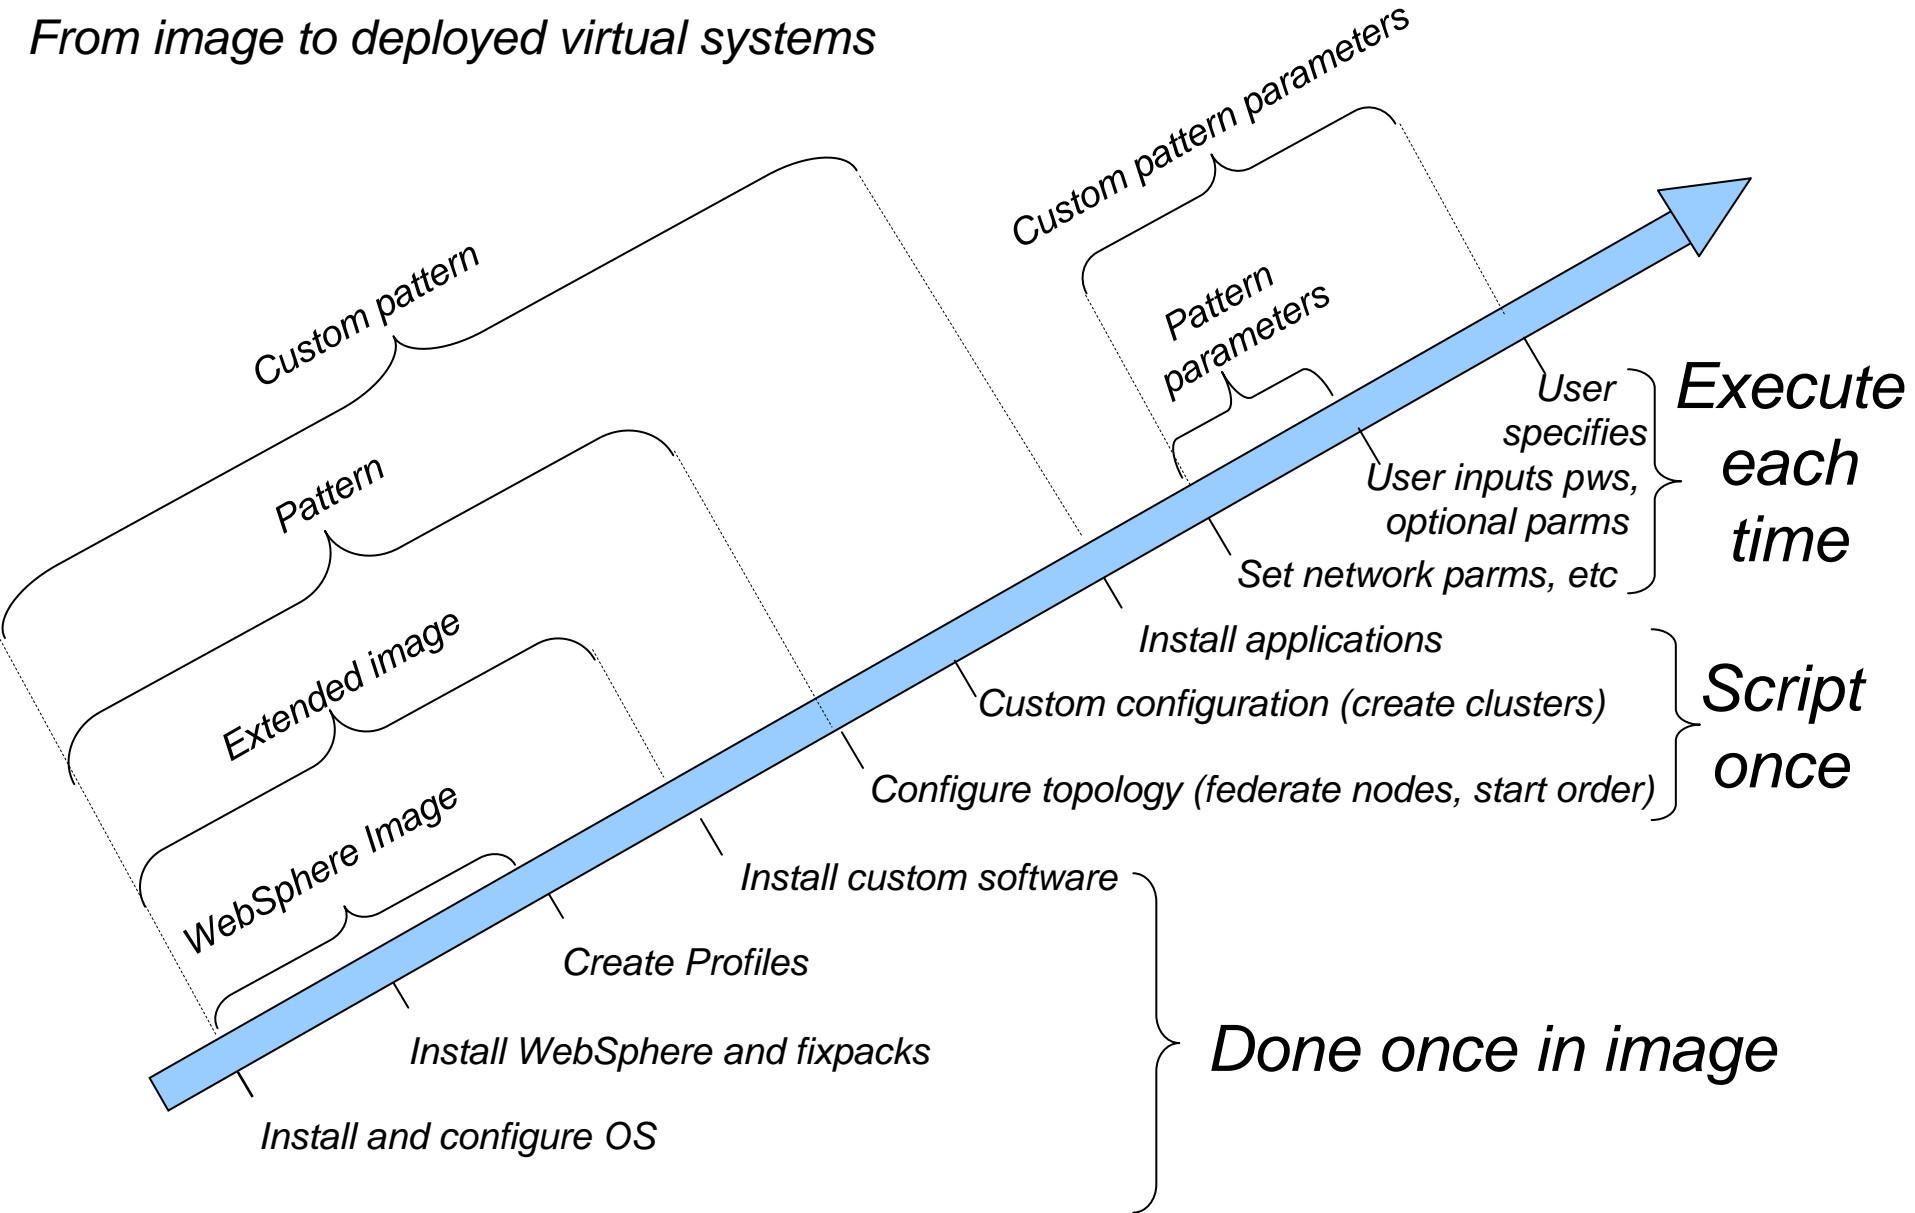 From image to deployed virtual systems
Custom pattern parameters
Custom pattern
Pattern
parameters
Pattern
Extended image
WebSphere Image
User
specifies
User inputs pws,
optional parms
Set network parms, etc
Execute
each
time
Install applications
Custom configuration (create clusters)
Configure topology (federate nodes, start order)
Script
once
Install custom software
Create Profiles
Install WebSphere and fixpacks
Install and configure OS
Done once in image